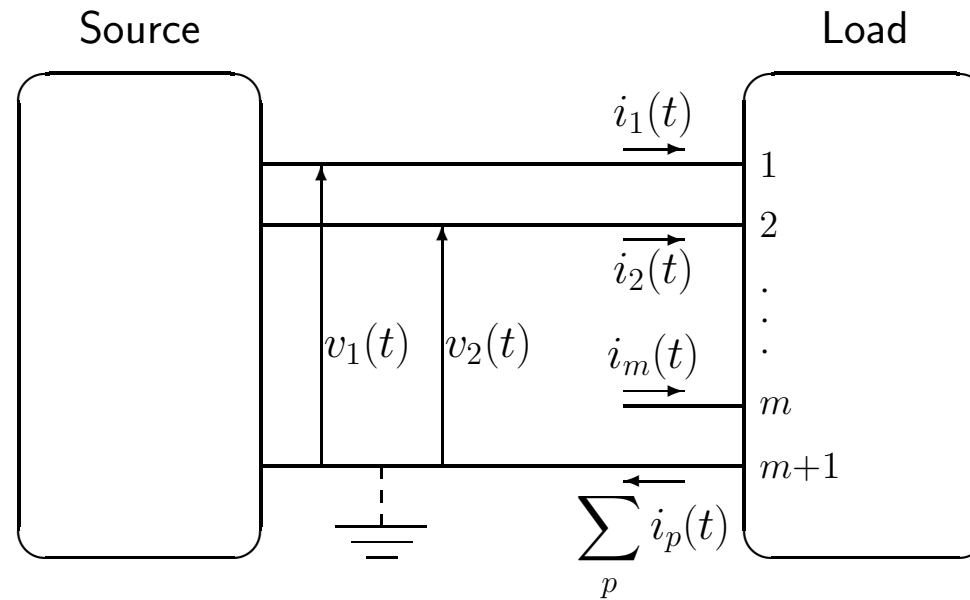 Source
Load
i_1(t)
1
2
i_2(t)
.
.
.
v_1(t)
v_2(t)
i_m(t)
m
m+1
∑_p i_p(t)